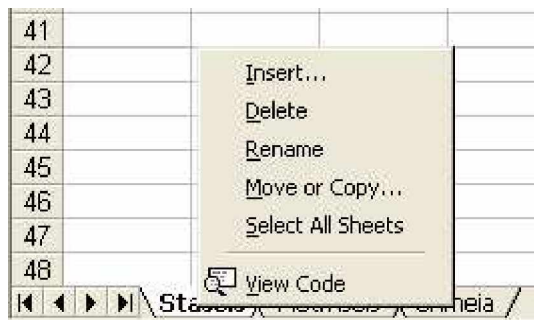 41
42
43
44
45
46
47
48
Insert...
Delete
Rename
Move or Copy...
Select All Sheets
View Code